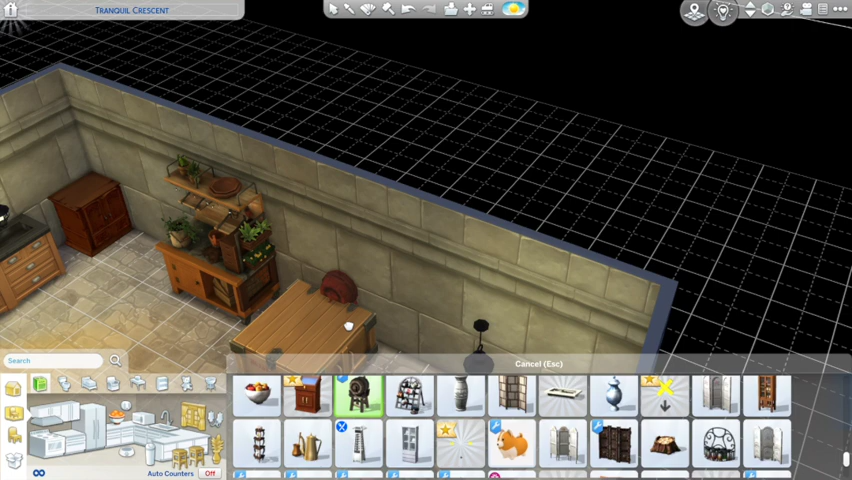 TRANQUIL CRESCENT
Cancel (Esc)
Search
Auto Counters Off